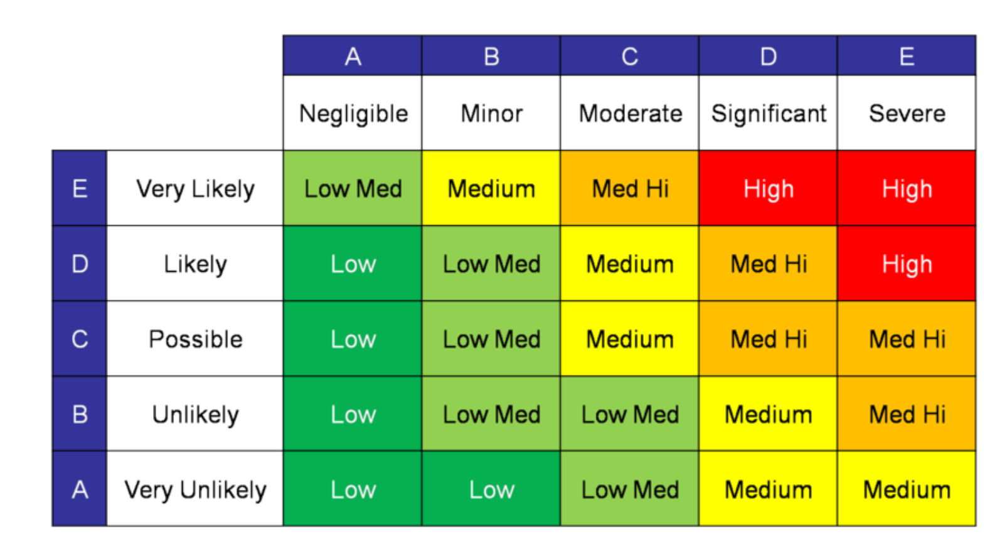 A B C D E
Negligible Minor Moderate Significant Severe
E Very Likely Low Med Medium Med Hi High High
D Likely Low Low Med Medium Med Hi High
C Possible Low Low Med Medium Med Hi Med Hi
B Unlikely Low Low Med Low Med Medium Med Hi
A Very Unlikely Low Low Low Med Medium Medium